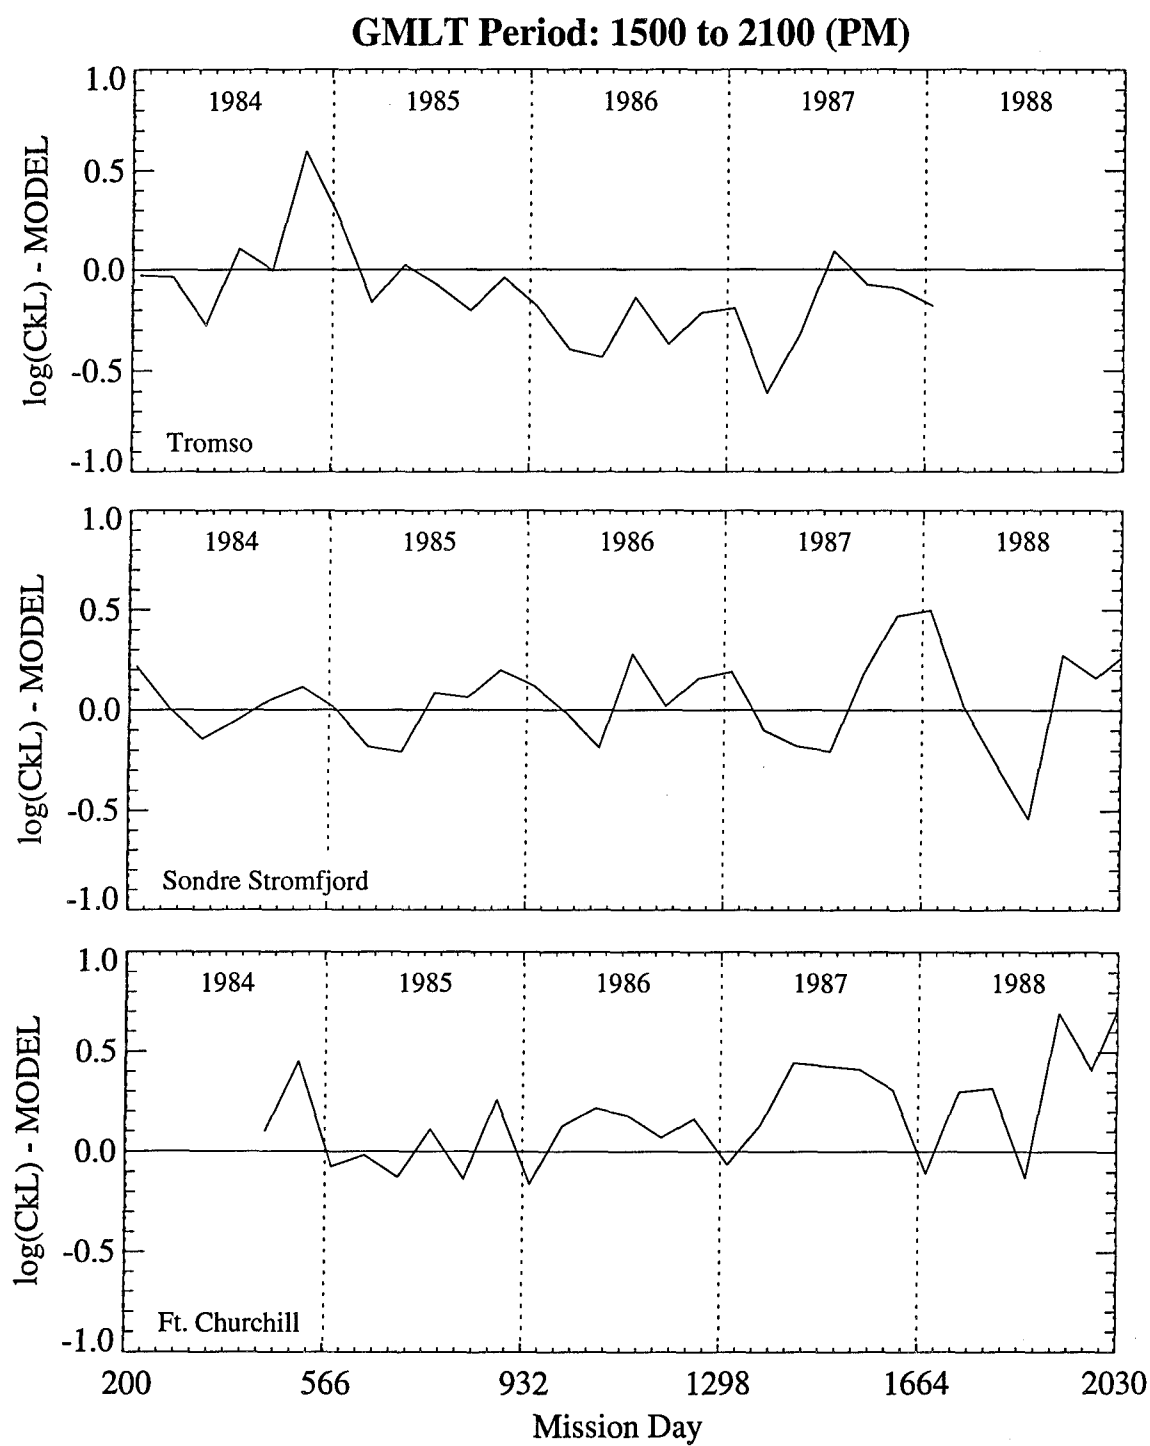 GMLT Period: 1500 to 2100 (PM)
1.0
1984 1985 1986 1987 1988
0.5
log(CkL) - MODEL
0.0
-0.5
Tromso
-1.0
1.0
1984 1985 1986 1987 1988
0.5
log(CkL) - MODEL
0.0
-0.5
Sondre Stromfjord
-1.0
1.0
1984 1985 1986 1987 1988
0.5
log(CkL) - MODEL
0.0
-0.5
Ft. Churchill
-1.0
200 566 932 1298 1664 2030
Mission Day